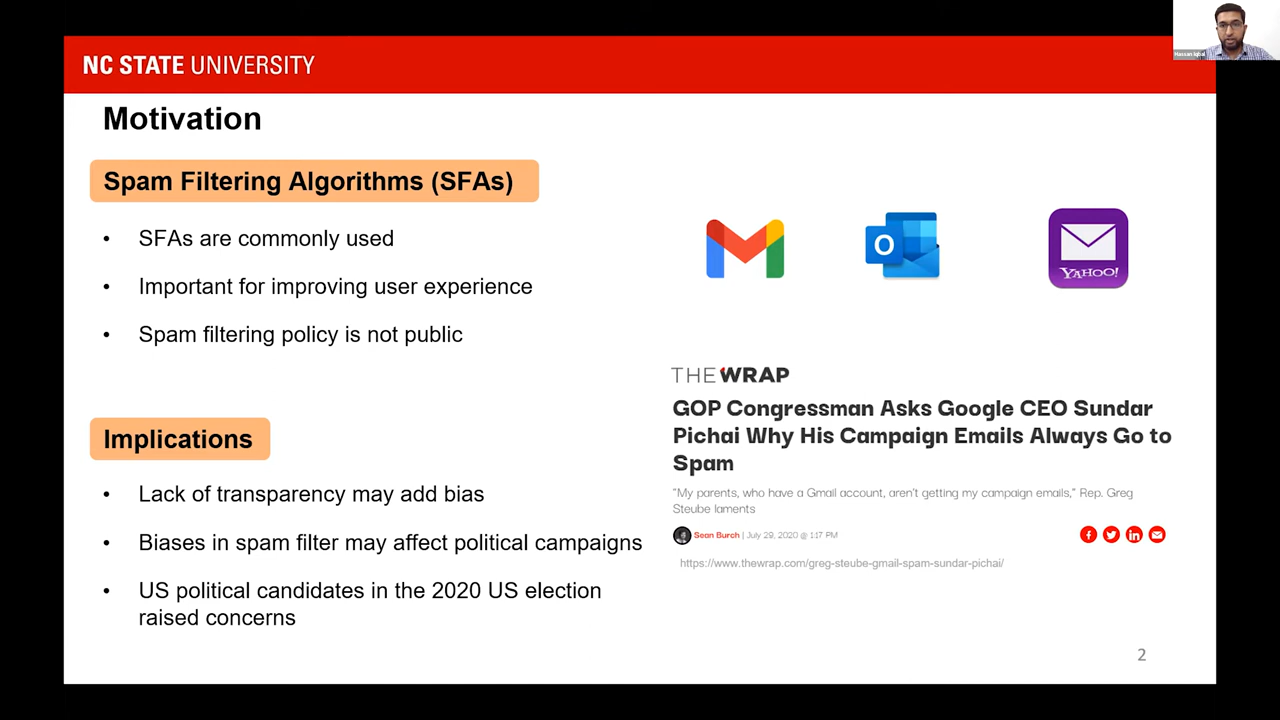 Hassan Iqbal
NC STATE UNIVERSITY
Motivation
Spam Filtering Algorithms (SFAs)
• SFAs are commonly used
• Important for improving user experience
• Spam filtering policy is not public
O
YAHOO!
Implications
• Lack of transparency may add bias
• Biases in spam filter may affect political campaigns
• US political candidates in the 2020 US election
raised concerns
THE WRAP
GOP Congressman Asks Google CEO Sundar
Pichai Why His Campaign Emails Always Go to
Spam
"My parents, who have a Gmail account, aren't getting my campaign emails," Rep. Greg
Steube laments
Sean Burch | July 29, 2020 @ 1:17 PM
https://www.thewrap.com/greg-steube-gmail-spam-sundar-pichai/
2